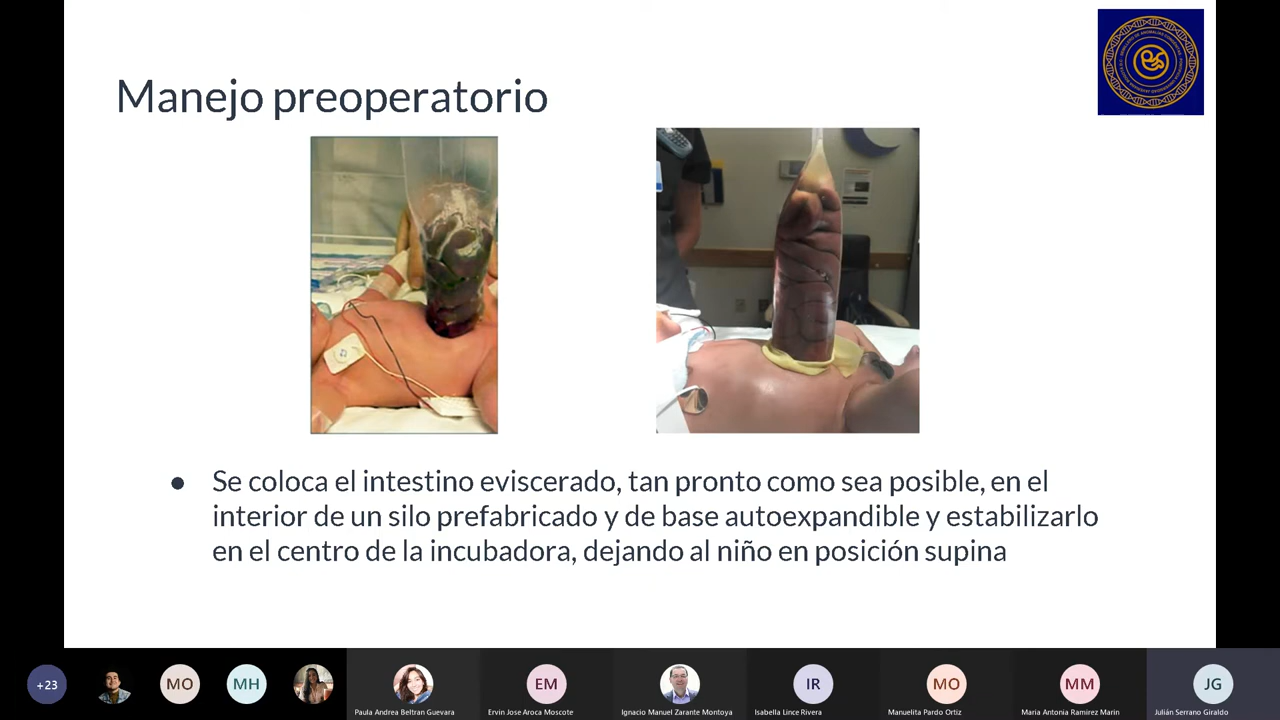 Manejo preoperatorio
● Se coloca el intestino eviscerado, tan pronto como sea posible, en el
interior de un silo prefabricado y de base autoexpandible y estabilizarlo
en el centro de la incubadora, dejando al niño en posición supina
+23
MO
MH
Paula Andrea Beltran Guevara
EM
Ervin Jose Aroca Moscote
Ignacio Manuel Zarante Montoya
IR
Isabella Lince Rivera
MO
Manuelita Pardo Ortiz
MM
Maria Antonia Ramirez Marin
JG
Julián Serrano Giraldo